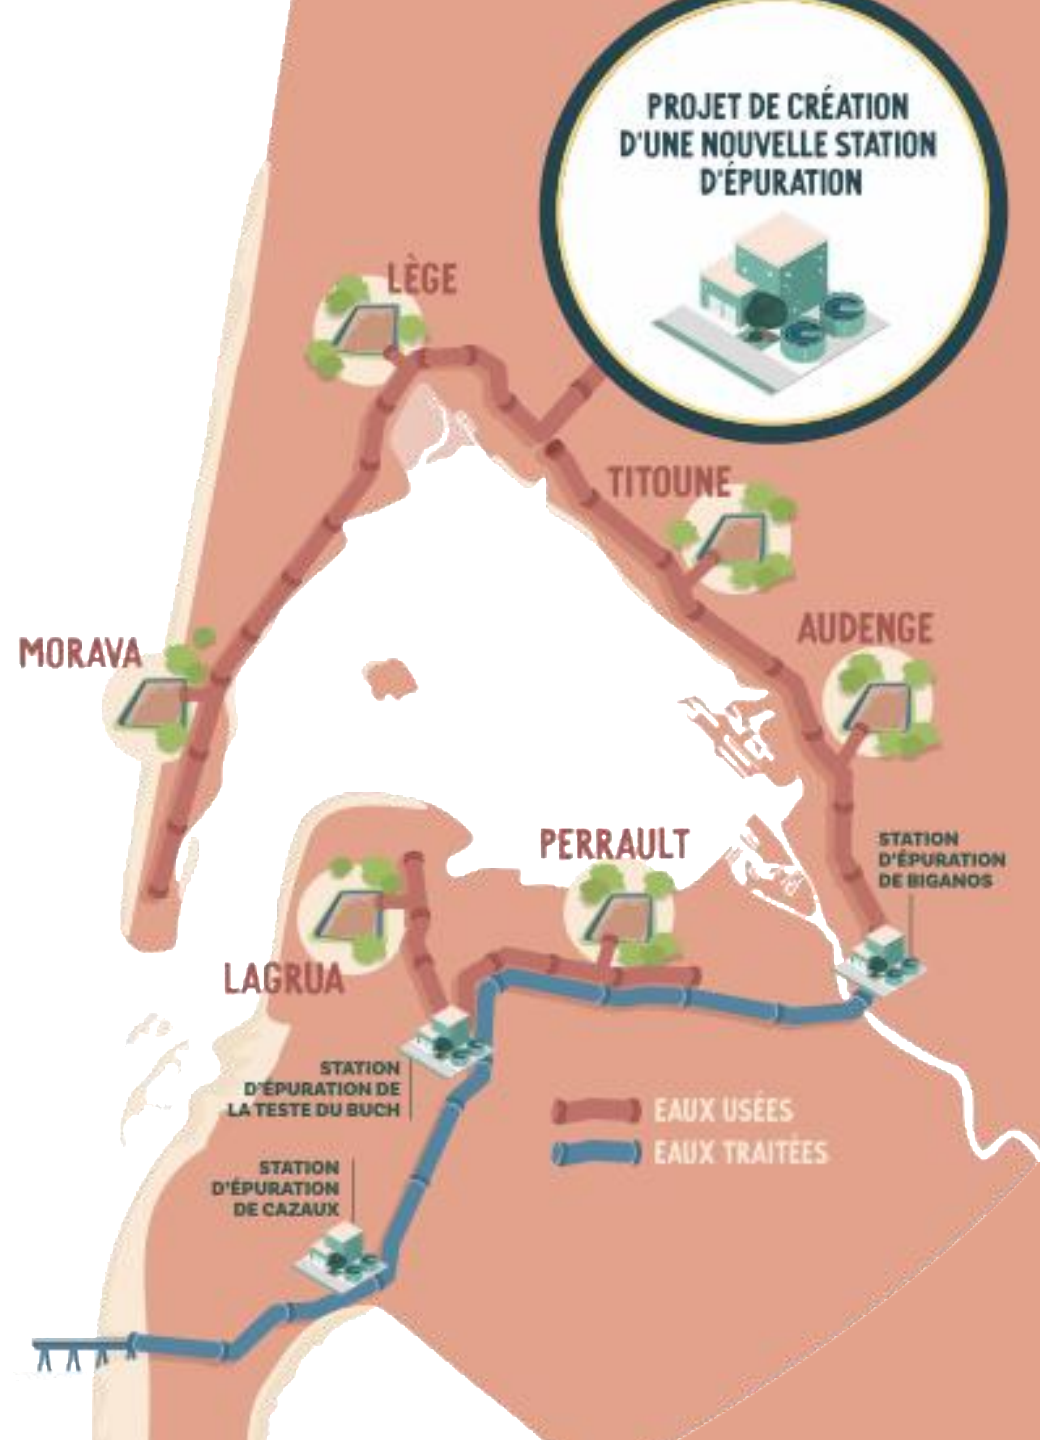 PROJET DE CRÉATION
D'UNE NOUVELLE STATION
D'ÉPURATION
LÈGE
TITOUNE
AUDENGE
MORAVA
PERRAULT
STATION
D'ÉPURATION
DE BIGANOS
LAGRUA
STATION
D'ÉPURATION DE
LA TESTE DU BUCH
EAUX USÉES
EAUX TRAITÉES
STATION
D'ÉPURATION
DE CAZAUX